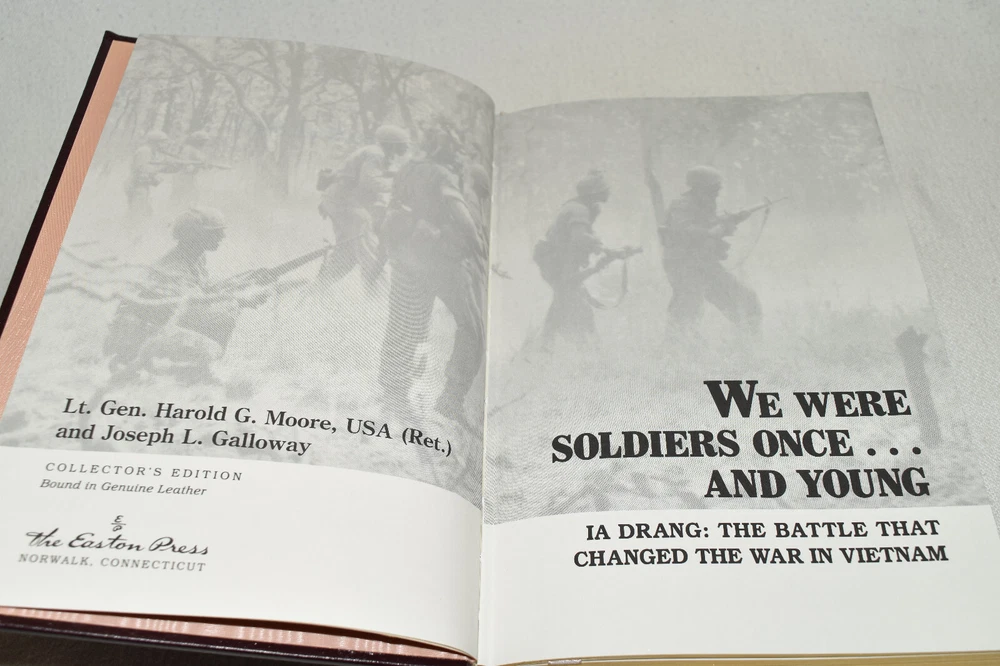 Lt. Gen. Harold G. Moore, USA (Ret.)
and Joseph L. Galloway
COLLECTOR'S EDITION
Bound in Genuine Leather
E
P
the Easton Press
NORWALK, CONNECTICUT
WE WERE
SOLDIERS ONCE . . .
AND YOUNG
IA DRANG: THE BATTLE THAT
CHANGED THE WAR IN VIETNAM